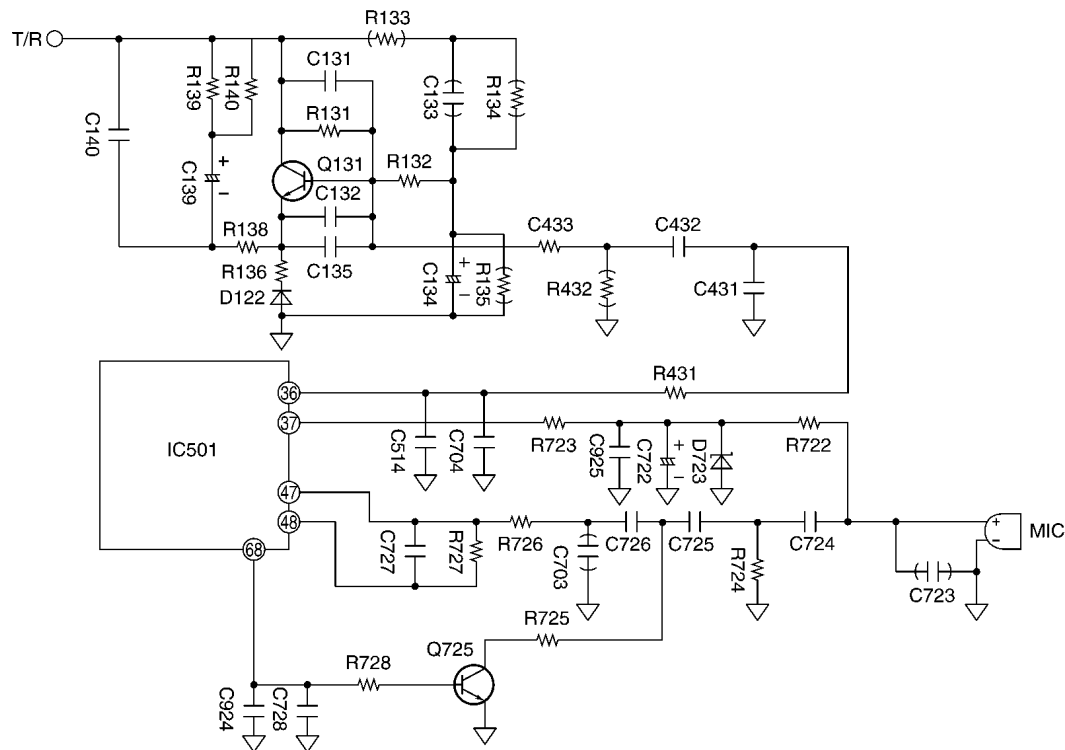 T/R
R133
C131
R139
R140
C133
R134
C140
R131
Q131
R132
C139
+
-
C132
R138
C135
R136
D122
C134
+
-
R135
C433
C432
R432
C431
R431
IC501
36
37
47
48
68
C514
C704
R723
C925
C722
+
-
D723
R722
C727
R727
R726
C703
C726
C725
R724
C724
+
-
MIC
C723
R725
Q725
R728
C924
C728